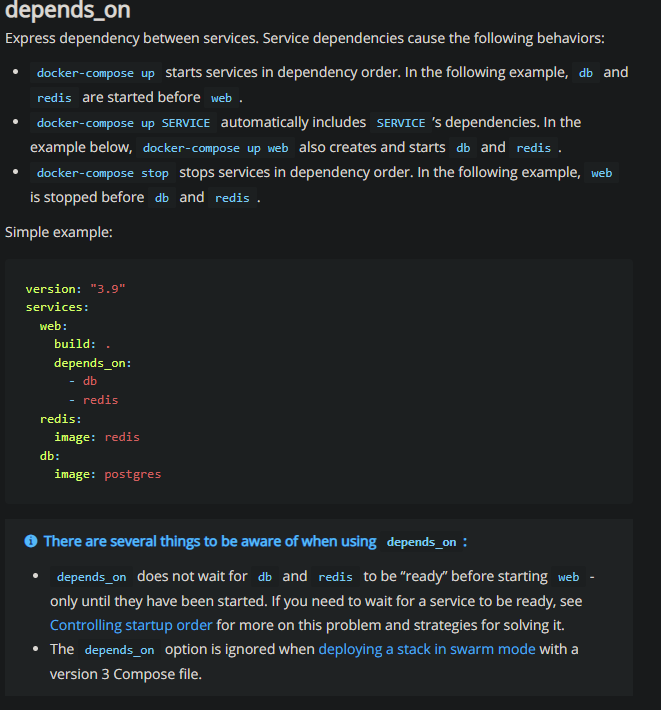 depends_on
Express dependency between services. Service dependencies cause the following behaviors:
• docker-compose up starts services in dependency order. In the following example, db and
redis are started before web .
• docker-compose up SERVICE automatically includes SERVICE ’s dependencies. In the
example below, docker-compose up web also creates and starts db and redis .
• docker-compose stop stops services in dependency order. In the following example, web
is stopped before db and redis .
Simple example:
version: "3.9"
services:
  web:
    build: .
    depends_on:
      - db
      - redis
  redis:
    image: redis
  db:
    image: postgres
There are several things to be aware of when using depends_on :
• depends_on does not wait for db and redis to be “ready” before starting web -
only until they have been started. If you need to wait for a service to be ready, see
Controlling startup order for more on this problem and strategies for solving it.
• The depends_on option is ignored when deploying a stack in swarm mode with a
version 3 Compose file.